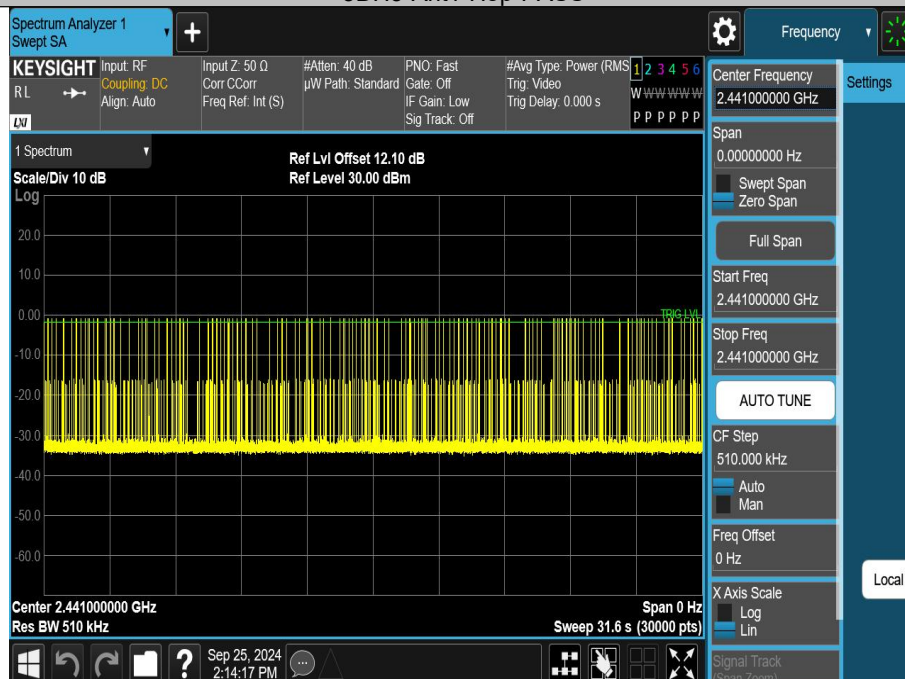 Spectrum Analyzer 1
Swept SA
Frequency
KEYSIGHT
RL
LXI
Input: RF
Coupling: DC
Align: Auto
Input Z: 50 Ω
Corr CCorr
Freq Ref: Int (S)
#Atten: 40 dB
µW Path: Standard
PNO: Fast
Gate: Off
IF Gain: Low
Sig Track: Off
#Avg Type: Power (RMS
Trig: Video
Trig Delay: 0.000 s
1 2 3 4 5 6
W W W W W W
P P P P P P
Center Frequency
2.441000000 GHz
Settings
Span
0.00000000 Hz
Swept Span
Zero Span
Full Span
Start Freq
2.441000000 GHz
Stop Freq
2.441000000 GHz
AUTO TUNE
CF Step
510.000 kHz
Auto
Man
Freq Offset
0 Hz
X Axis Scale
Log
Lin
Signal Track
(Span Zoom)
Local
1 Spectrum
Scale/Div 10 dB
Ref Lvl Offset 12.10 dB
Ref Level 30.00 dBm
Log
20.0
10.0
0.00
TRIG LVL
-10.0
-20.0
-30.0
-40.0
-50.0
-60.0
Center 2.441000000 GHz
Span 0 Hz
Res BW 510 kHz
Sweep 31.6 s (30000 pts)
?
Sep 25, 2024
2:14:17 PM